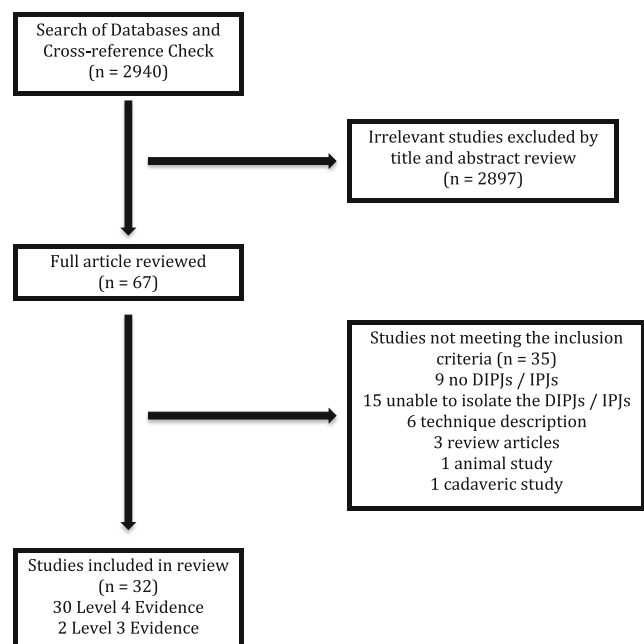 Search of Databases and
Cross-reference Check
(n = 2940)
Irrelevant studies excluded by
title and abstract review
(n = 2897)
Full article reviewed
(n = 67)
Studies not meeting the inclusion
criteria (n = 35)
9 no DIPJs / IPJs
15 unable to isolate the DIPJs / IPJs
6 technique description
3 review articles
1 animal study
1 cadaveric study
Studies included in review
(n = 32)
30 Level 4 Evidence
2 Level 3 Evidence